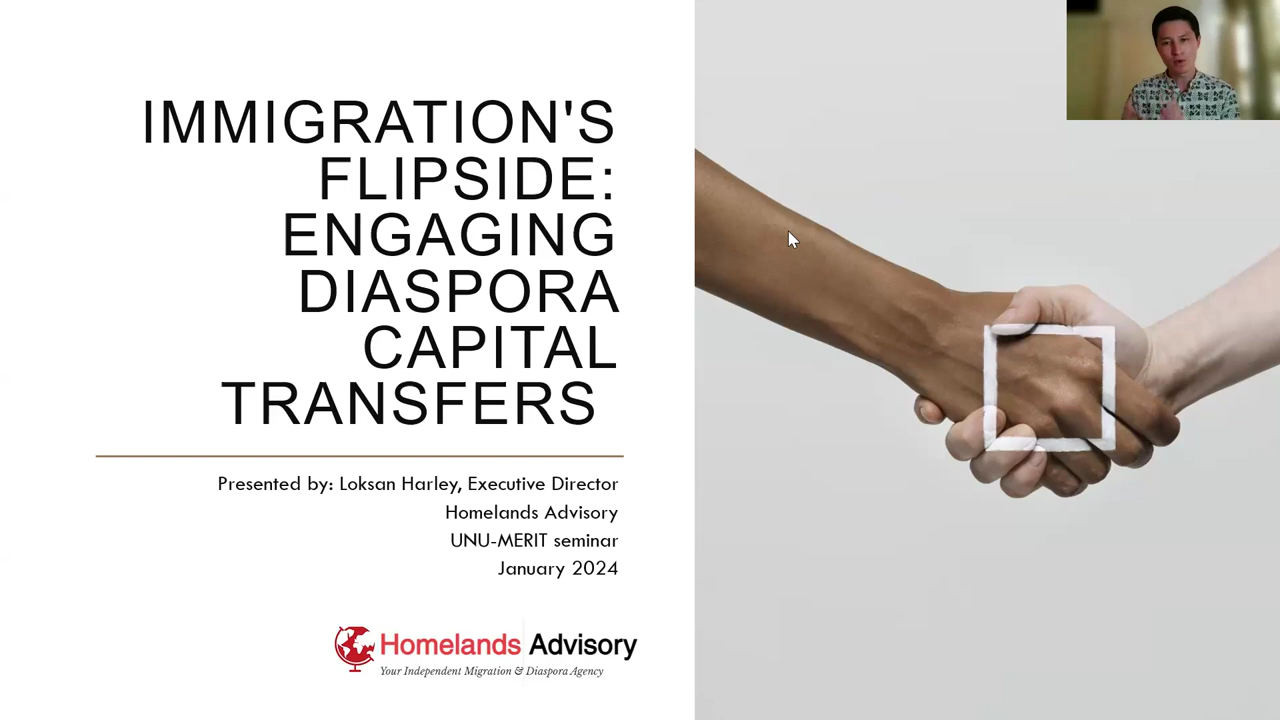 IMMIGRATION'S
FLIPSIDE:
ENGAGING
DIASPORA
CAPITAL
TRANSFERS
Presented by: Loksan Harley, Executive Director
Homelands Advisory
UNU-MERIT seminar
January 2024
Homelands Advisory
Your Independent Migration & Diaspora Agency